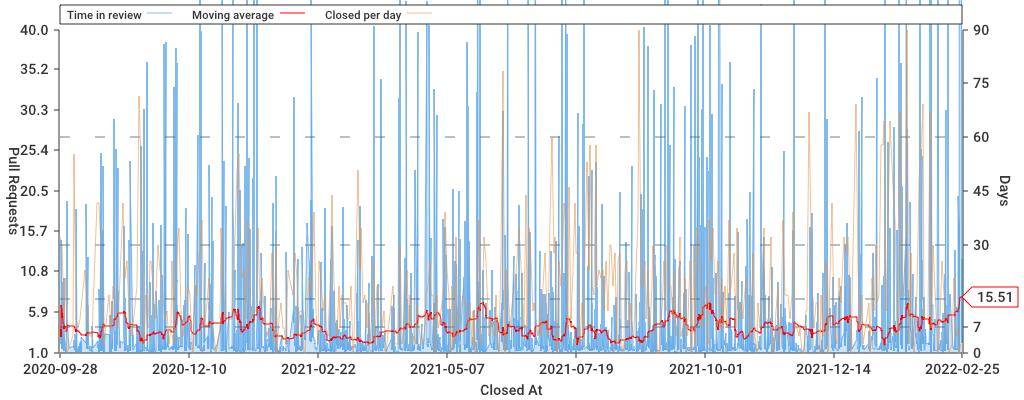 Time in review Moving average Closed per day
40.0 90
35.2 75
30.3
25.4 60
20.5 45
15.7 30
10.8
15.51
5.9
7
1.0 0
Pull Requests
Days
2020-09-28 2020-12-10 2021-02-22 2021-05-07 2021-07-19 2021-10-01 2021-12-14 2022-02-25
Closed At